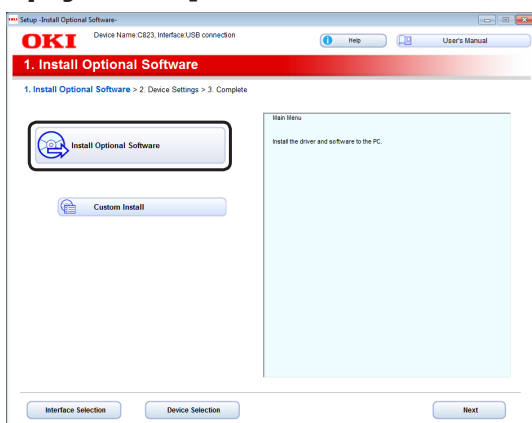 Setup -Install Optional Software-
OKI
Device Name:C823, Interface:USB connection
Help
User's Manual
1. Install Optional Software
1. Install Optional Software > 2. Device Settings > 3. Complete
Install Optional Software
Custom Install
Main Menu
Install the driver and software to the PC.
Interface Selection
Device Selection
Next